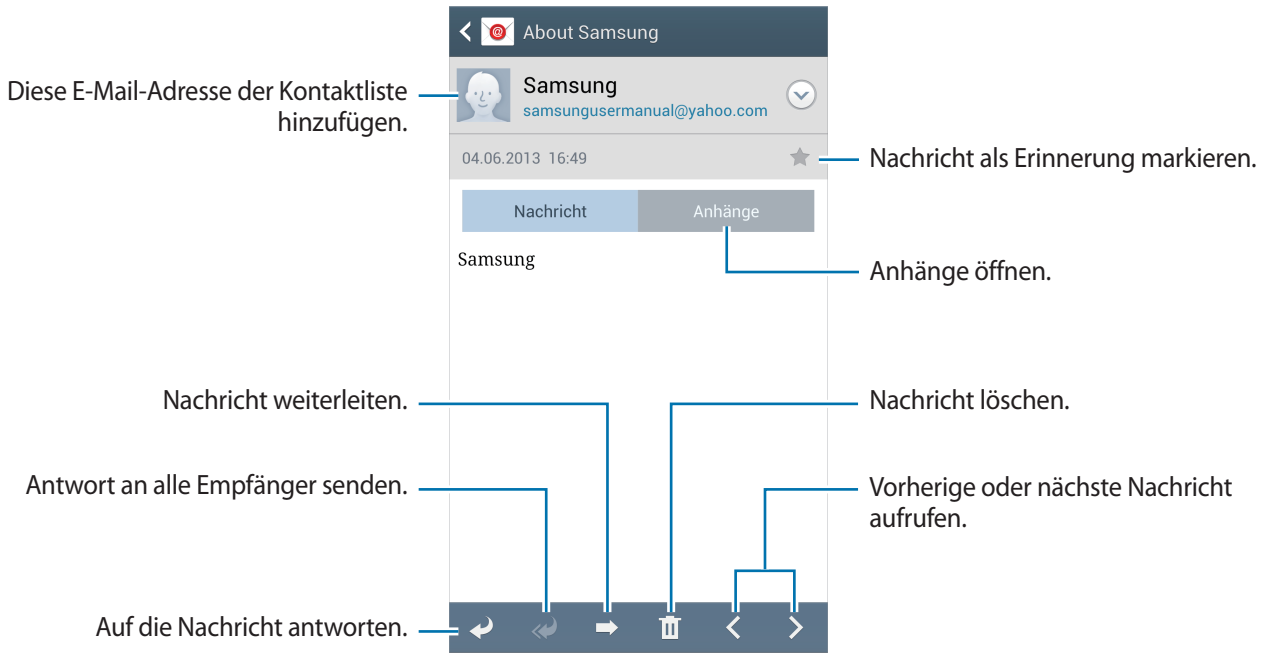 About Samsung
Diese E-Mail-Adresse der Kontaktliste
hinzufügen.
Samsung
samsungusermanual@yahoo.com
04.06.2013 16:49
Nachricht als Erinnerung markieren.
Nachricht
Anhänge
Samsung
Anhänge öffnen.
Nachricht weiterleiten.
Nachricht löschen.
Antwort an alle Empfänger senden.
Vorherige oder nächste Nachricht
aufrufen.
Auf die Nachricht antworten.